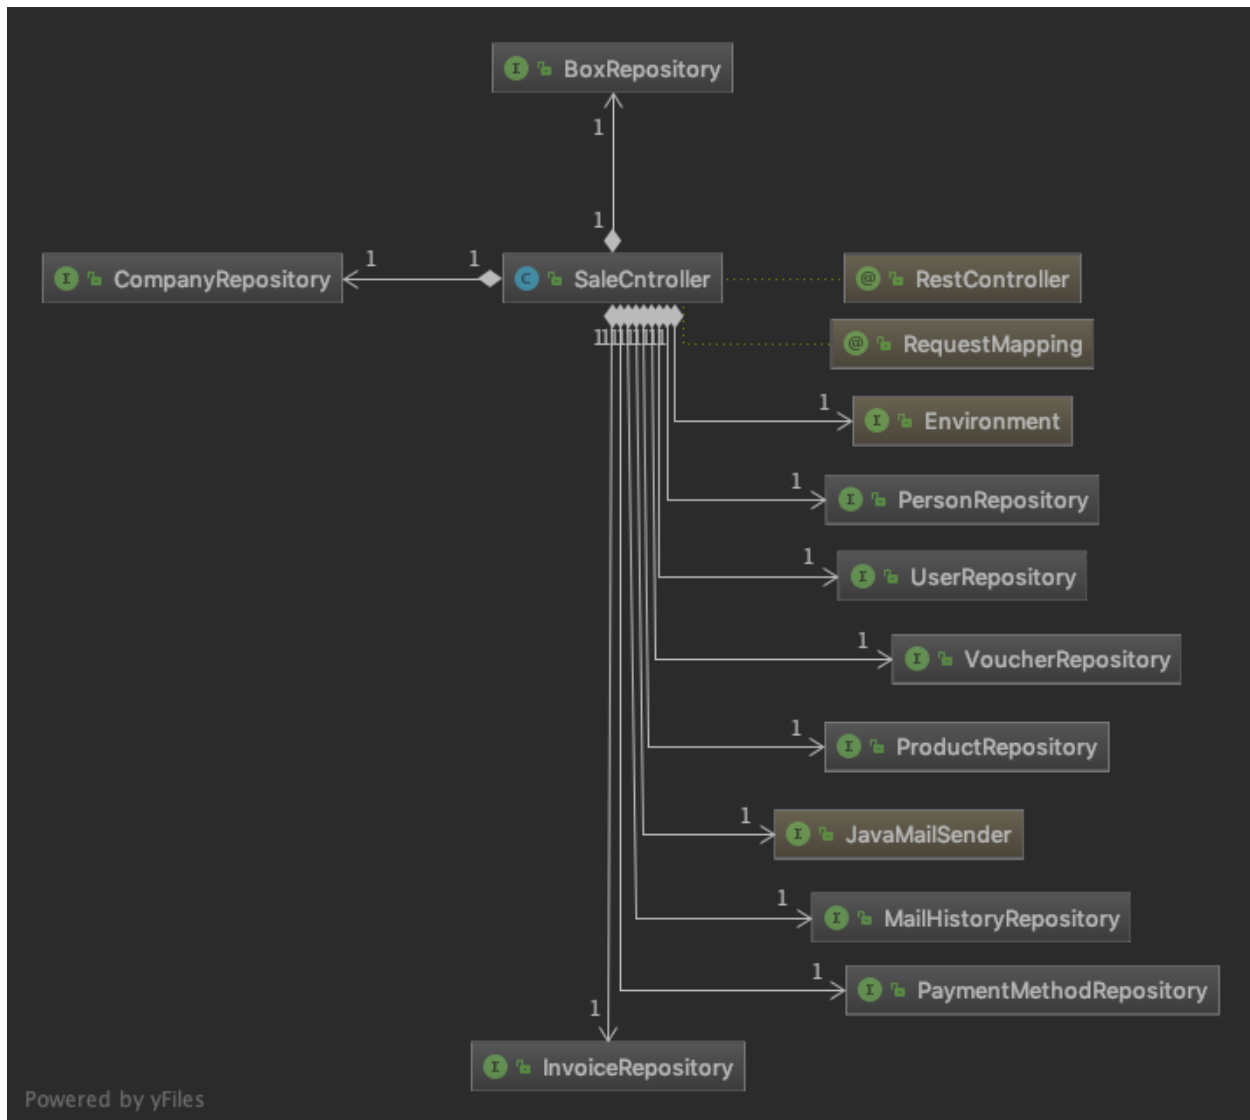 BoxRepository
1
1
CompanyRepository
1
1
SaleCntroller
RestController
RequestMapping
1
Environment
1
PersonRepository
1
UserRepository
1
VoucherRepository
1
ProductRepository
1
JavaMailSender
1
MailHistoryRepository
1
PaymentMethodRepository
1
InvoiceRepository
Powered by yFiles